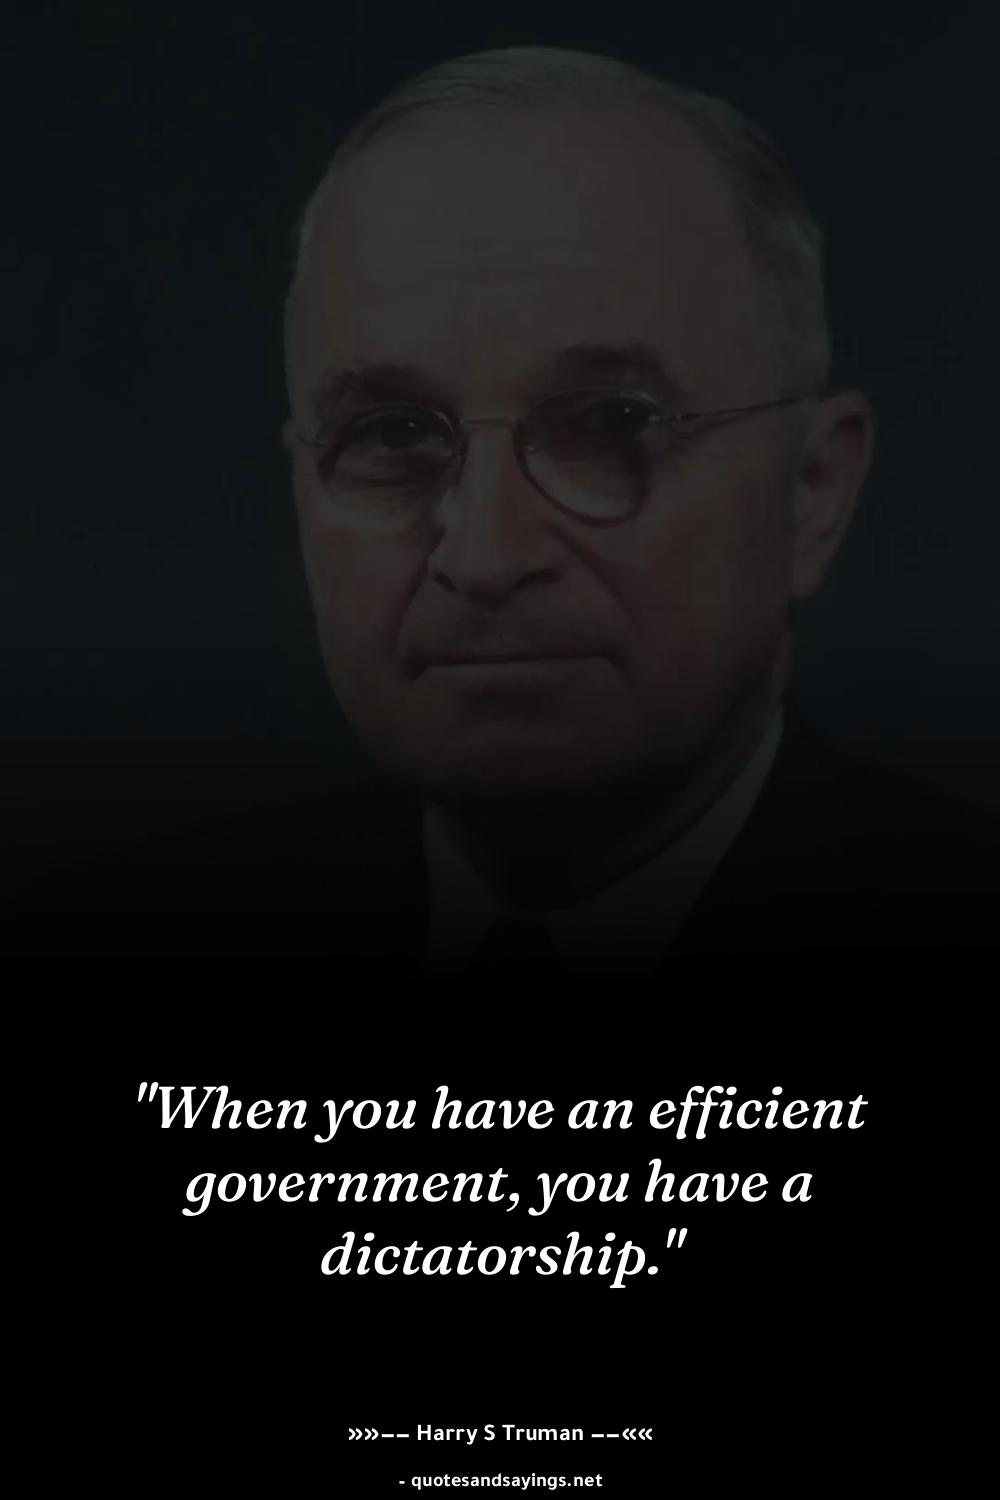 "When you have an efficient
government, you have a
dictatorship."
»»−− Harry S Truman −−««
- quotesandsayings.net